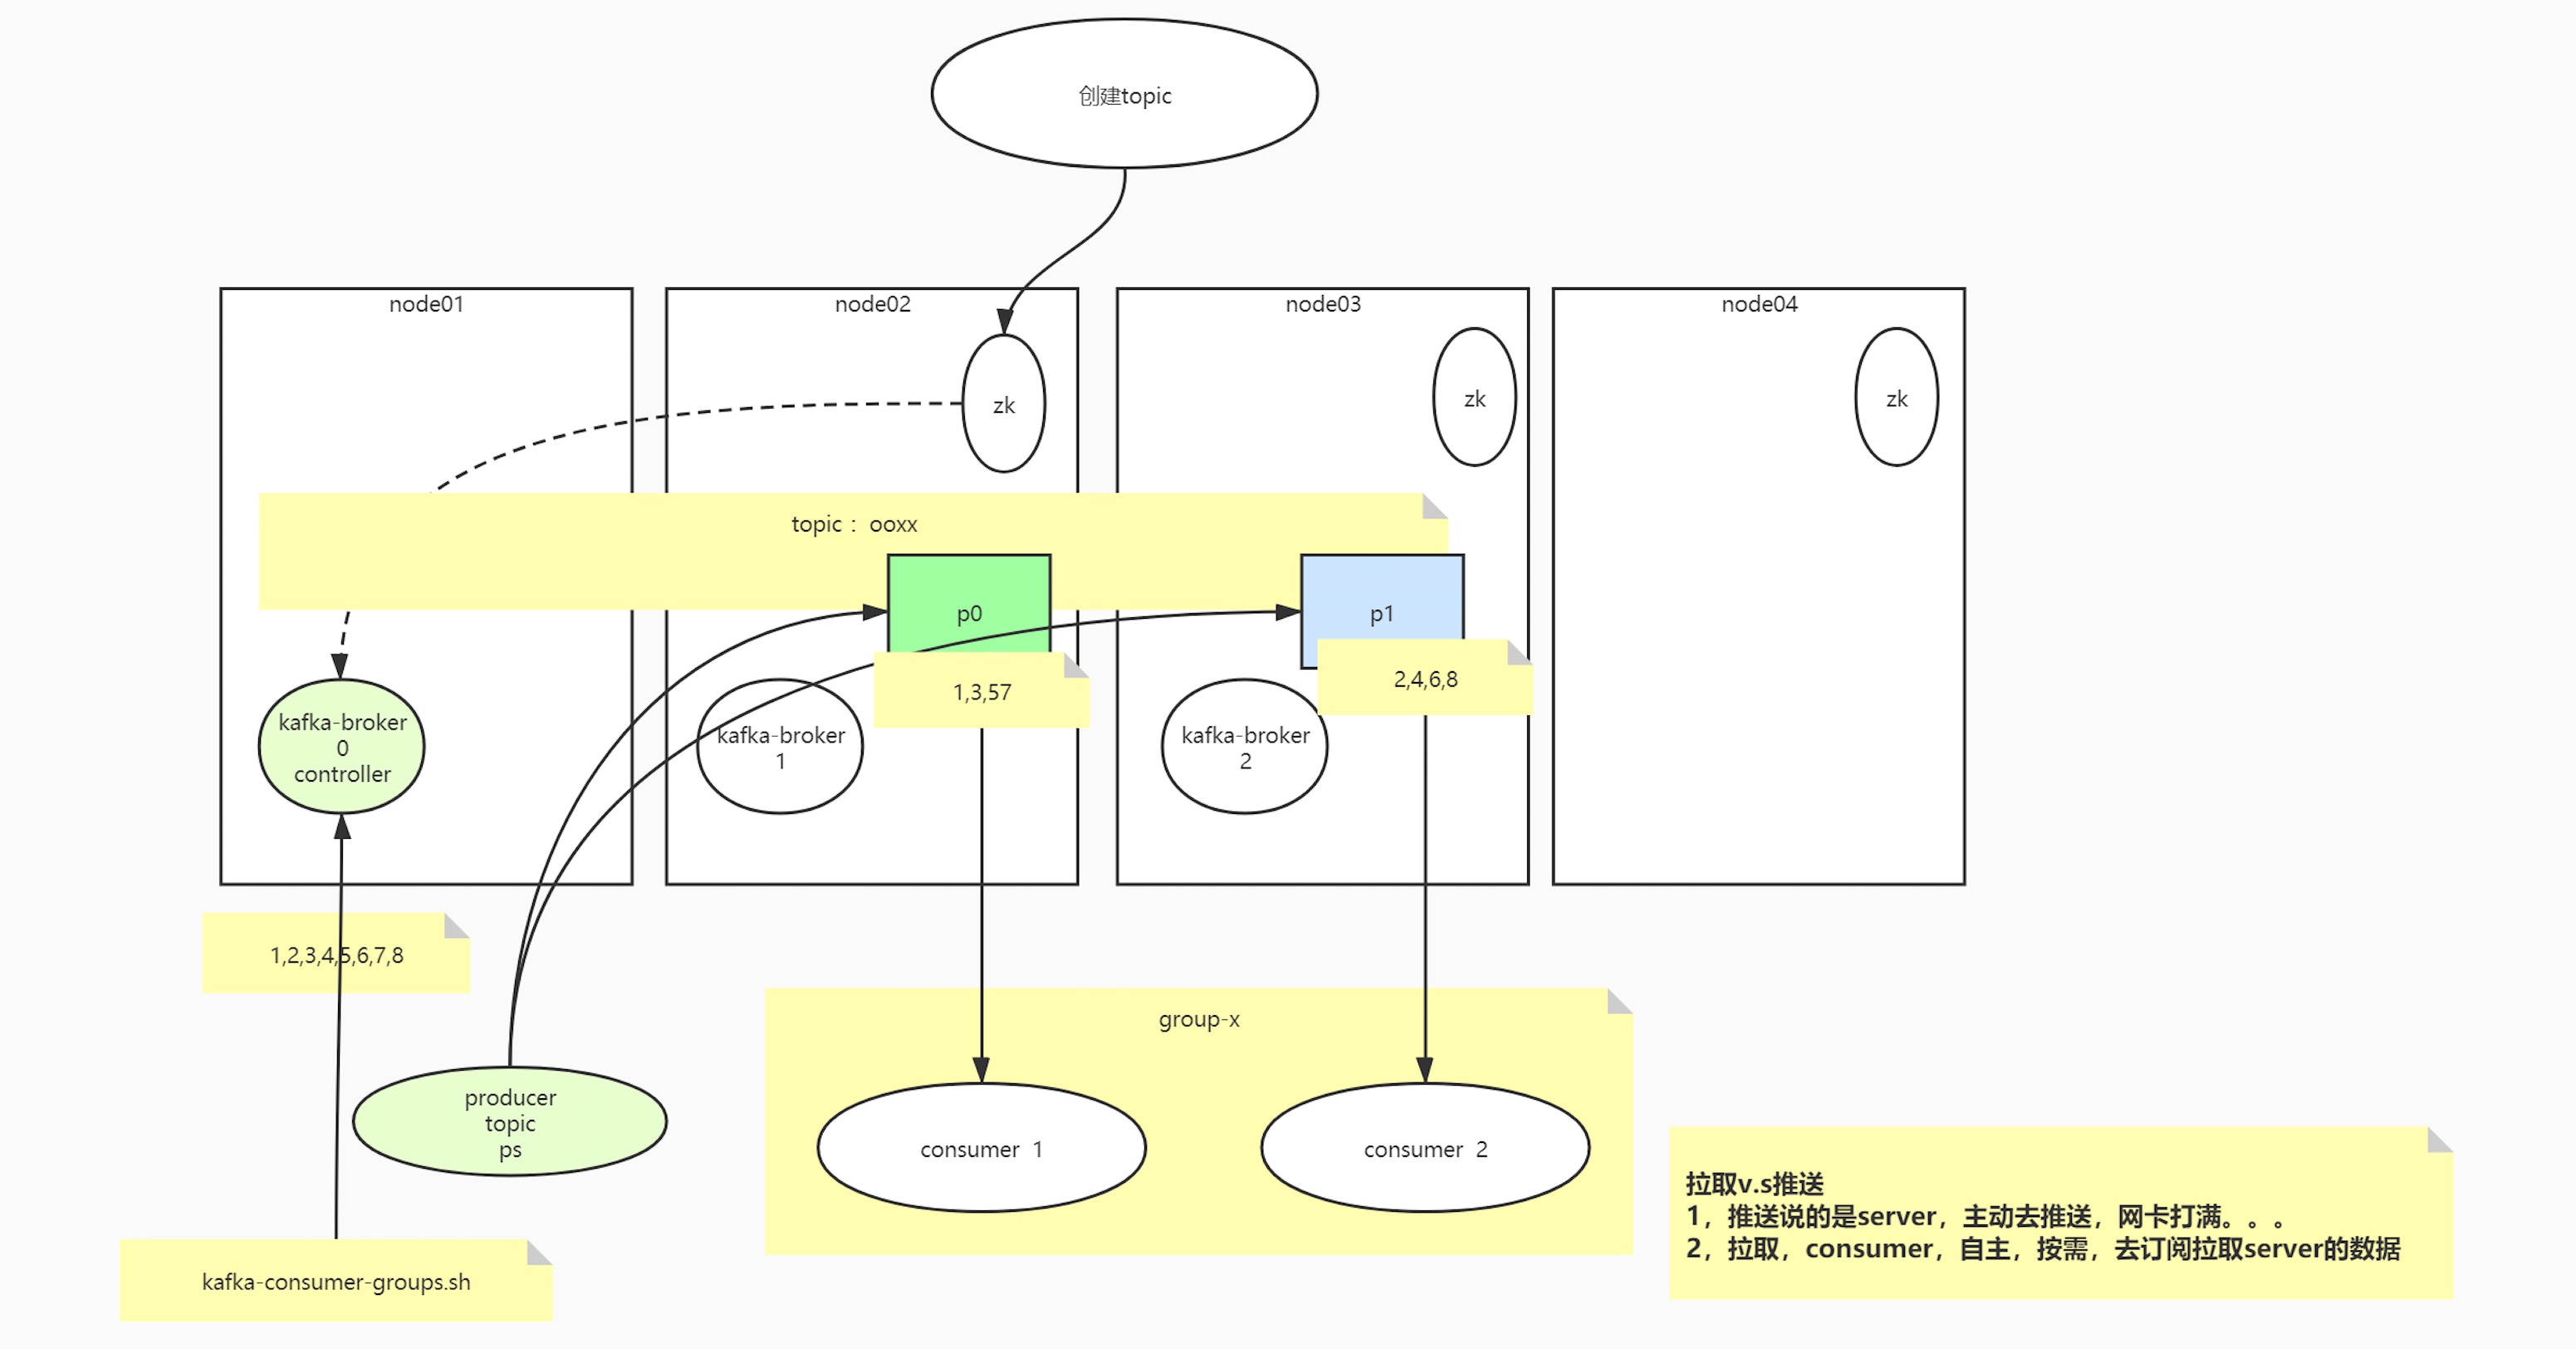 创建topic
node01
node02
node03
node04
zk
zk
zk
topic： ooxx
p0
p1
1,3,57
2,4,6,8
kafka-broker
0
controller
kafka-broker
1
kafka-broker
2
1,2,3,4,5,6,7,8
group-x
producer
topic
ps
consumer 1
consumer 2
kafka-consumer-groups.sh
拉取v.s推送
1，推送说的是server，主动去推送，网卡打满。。。
2，拉取，consumer，自主，按需，去订阅拉取server的数据